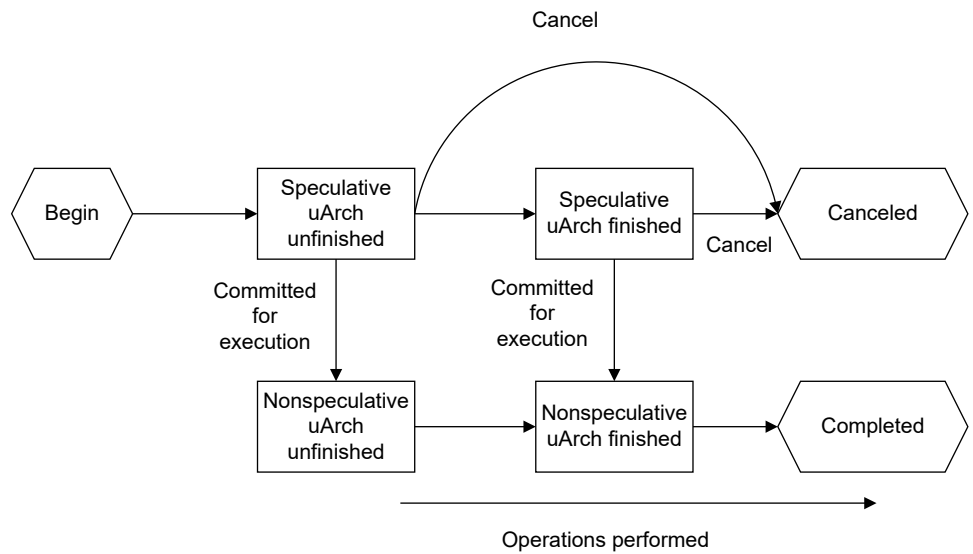 Cancel
Begin
Speculative
uArch
unfinished
Speculative
uArch finished
Canceled
Cancel
Committed
for
execution
Committed
for
execution
Nonspeculative
uArch
unfinished
Nonspeculative
uArch finished
Completed
Operations performed